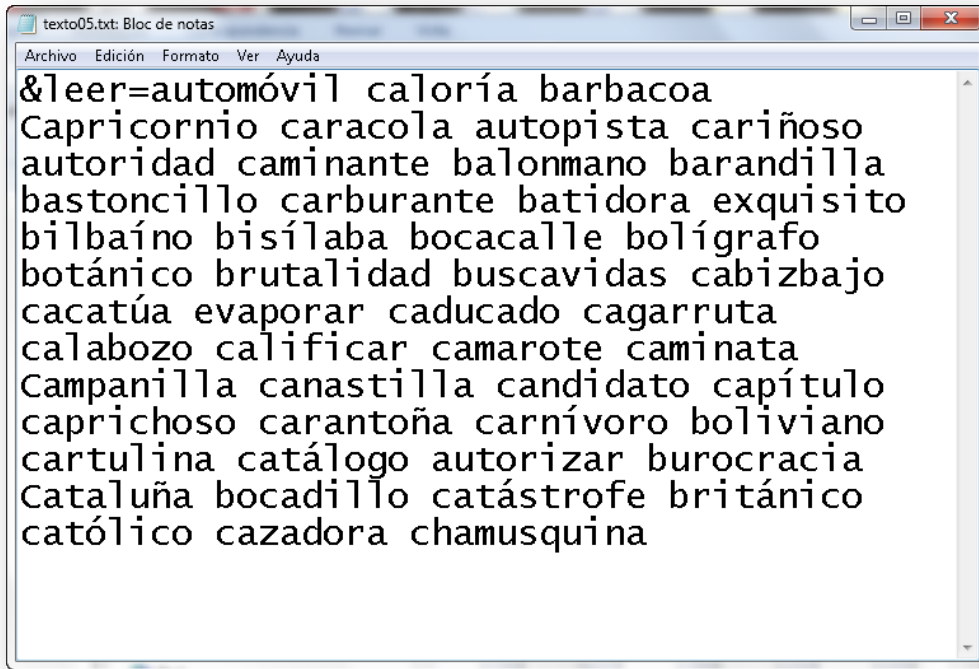 texto05.txt: Bloc de notas
Archivo Edición Formato Ver Ayuda
&leer=automóvil caloría barbacoa
Capricornio caracola autopista cariñoso
autoridad caminante balonmano barandilla
bastoncillo carburante batidora exquisito
bilbaíno bisílaba bocacalle bolígrafo
botánico brutalidad buscavidas cabizbajo
cacatúa evaporar caducado cagarruta
calabozo calificar camarote caminata
Campanilla canastilla candidato capítulo
caprichoso carantoña carnívoro boliviano
cartulina catálogo autorizar burocracia
Cataluña bocadillo catástrofe británico
católico cazadora chamusquina